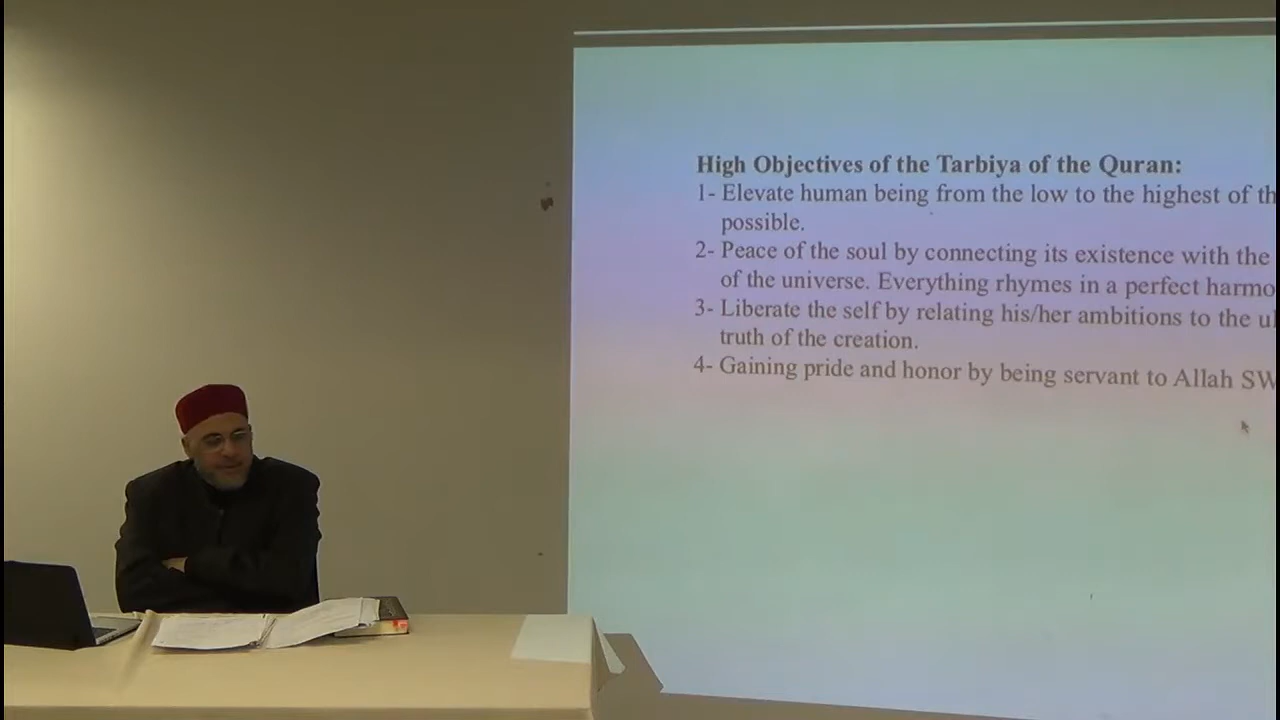 High Objectives of the Tarbiya of the Quran:
1- Elevate human being from the low to the highest of th
possible.
2- Peace of the soul by connecting its existence with the
of the universe. Everything rhymes in a perfect harmo
3- Liberate the self by relating his/her ambitions to the ul
truth of the creation.
4- Gaining pride and honor by being servant to Allah SW